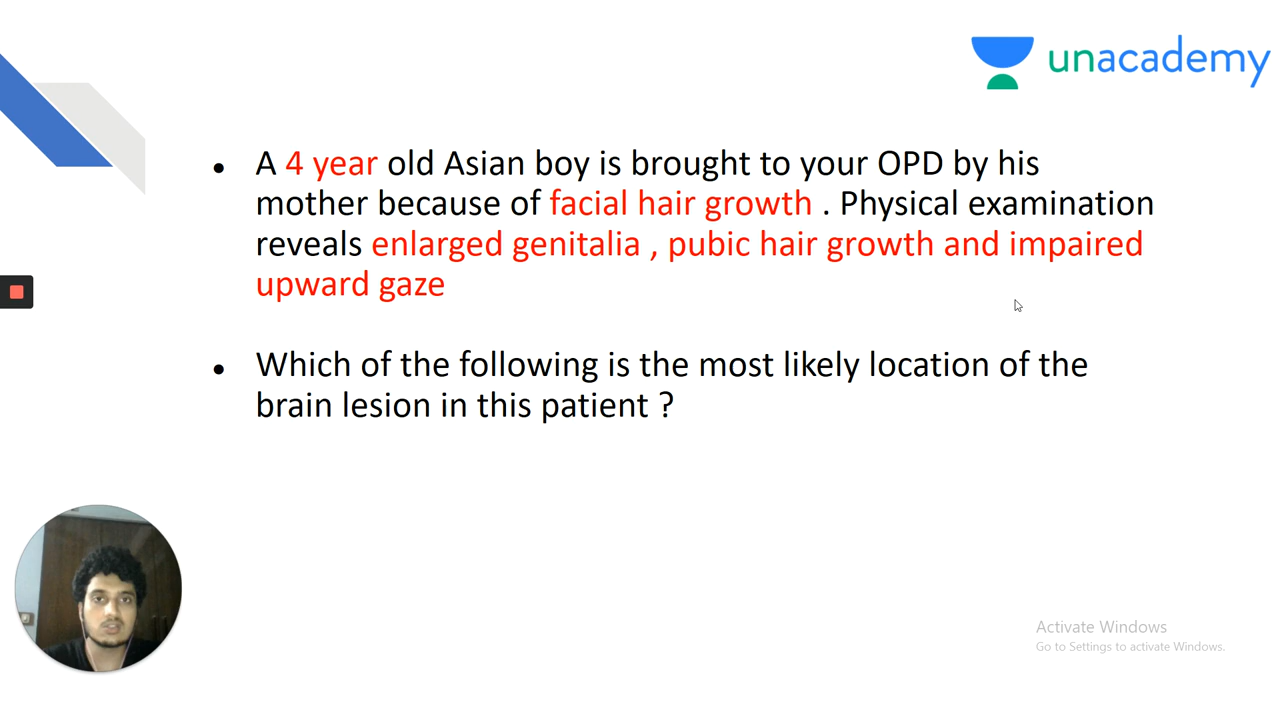 unacademy
• A 4 year old Asian boy is brought to your OPD by his
mother because of facial hair growth . Physical examination
reveals enlarged genitalia , pubic hair growth and impaired
upward gaze
• Which of the following is the most likely location of the
brain lesion in this patient ?
Activate Windows
Go to Settings to activate Windows.